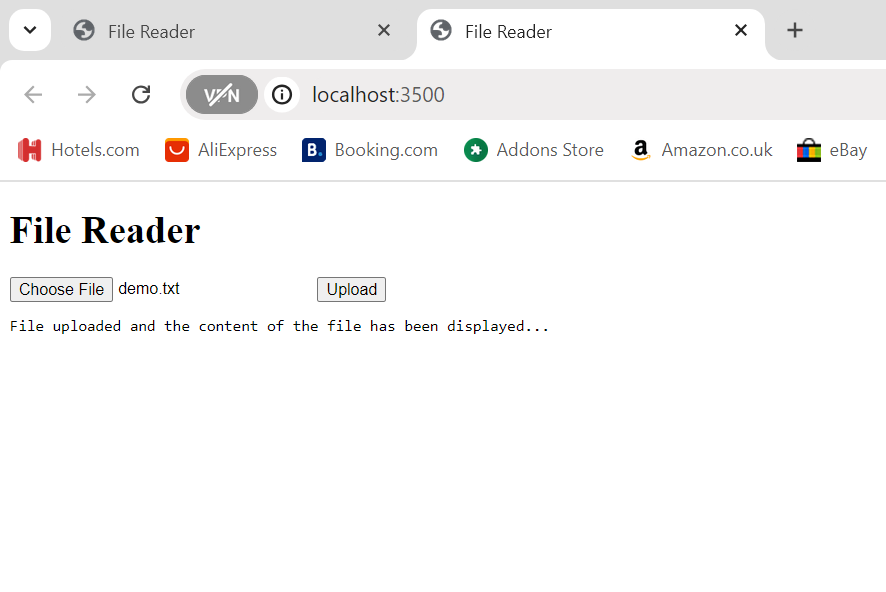 File Reader File Reader
VPN localhost:3500
Hotels.com AliExpress B. Booking.com Addons Store a Amazon.co.uk eBay
File Reader
Choose File demo.txt Upload
File uploaded and the content of the file has been displayed...